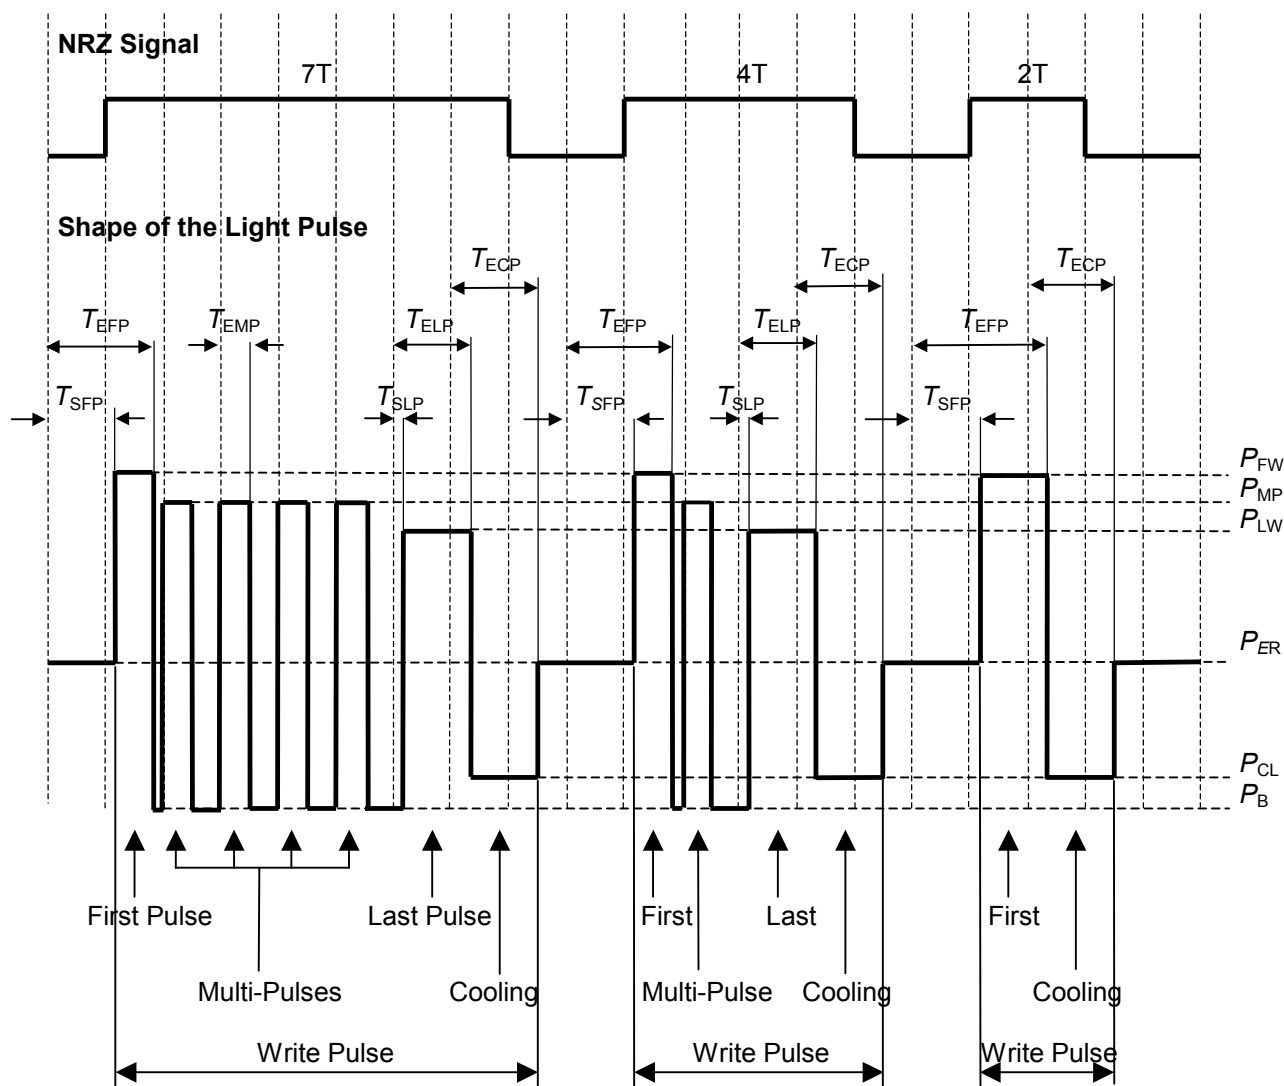 NRZ Signal
7T
4T
2T
Shape of the Light Pulse
TECP
TECP
TECP
TEFP
TEMP
TELP
TEFP
TELP
TEFP
TSFP
TSLP
TSFP
TSLP
TSFP
PFW
PMP
PLW
PER
PCL
PB
First Pulse
Last Pulse
First
Last
First
Multi-Pulses
Cooling
Multi-Pulse
Cooling
Cooling
Write Pulse
Write Pulse
Write Pulse